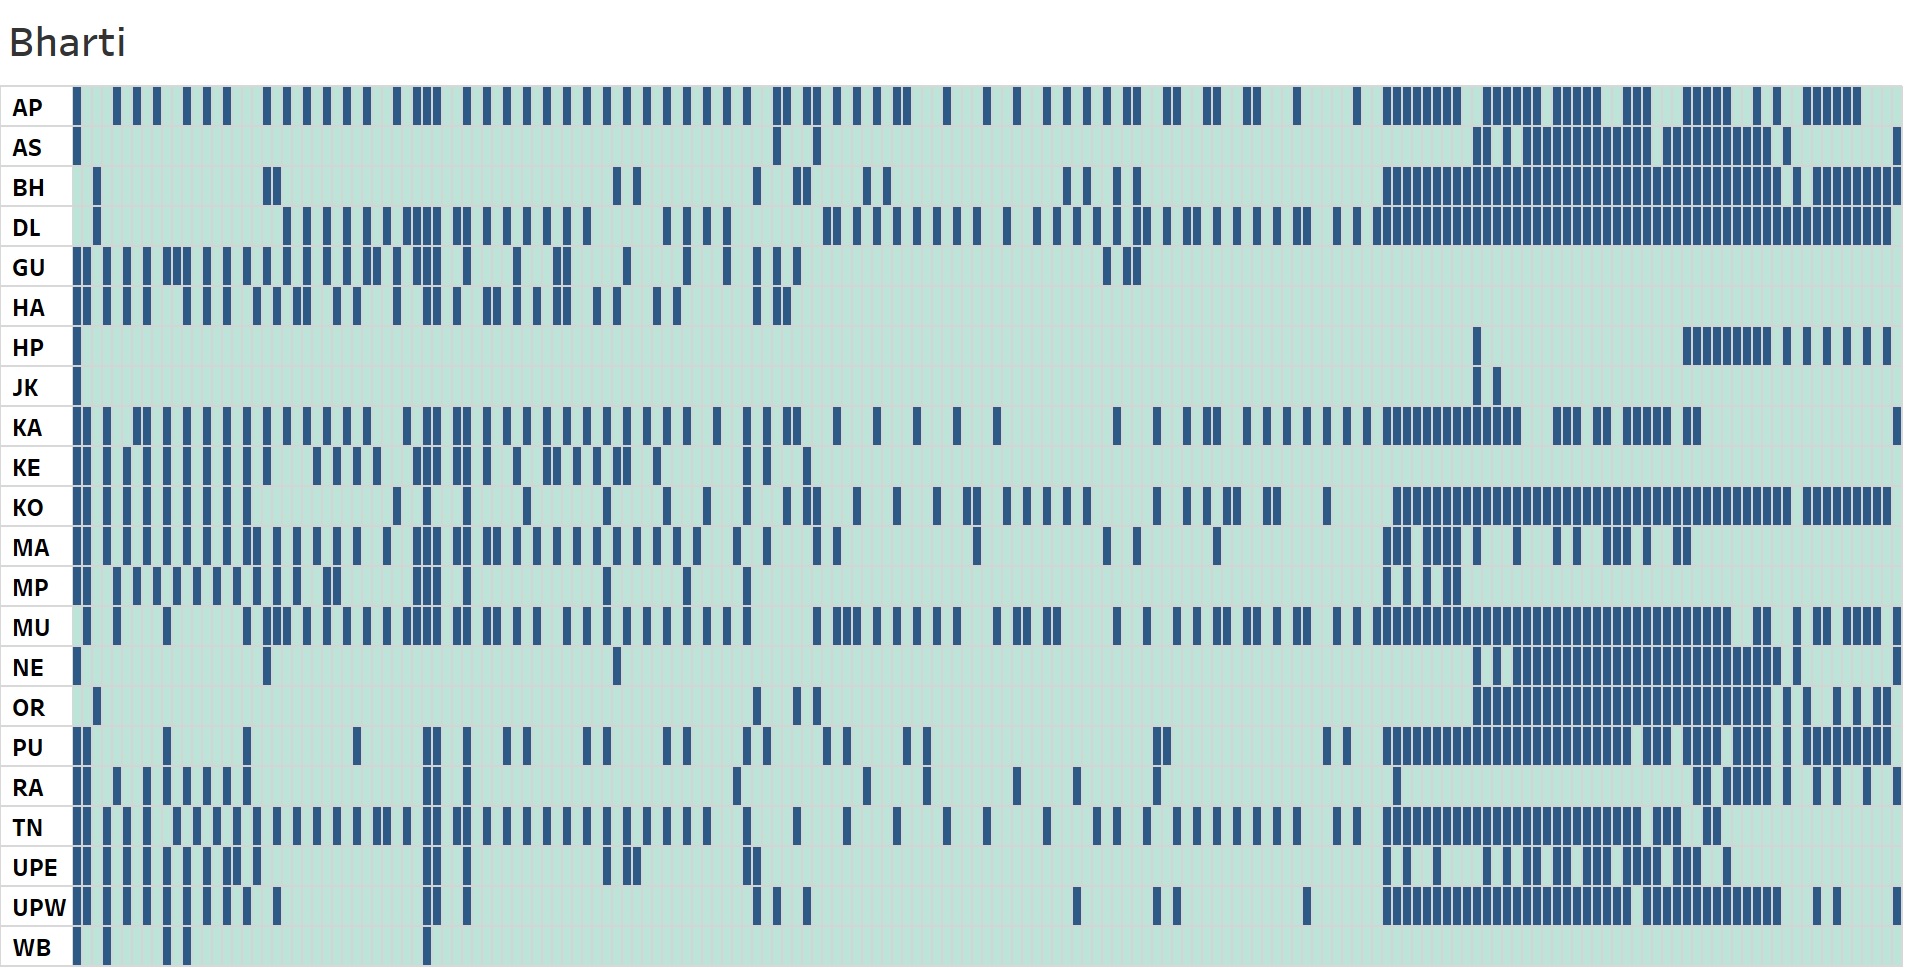 Bharti
AP
AS
BH
DL
GU
HA
HP
JK
KA
KE
KO
MA
MP
MU
NE
OR
PU
RA
TN
UPE
UPW
WB